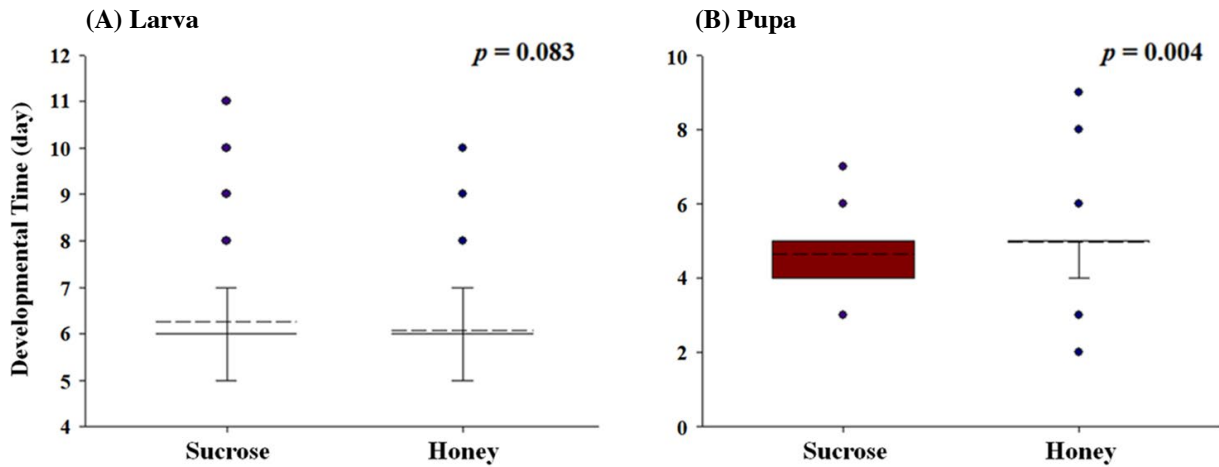 (A) Larva
p = 0.083
12
11
10
9
8
7
6
5
4
Developmental Time (day)
Sucrose
Honey
(B) Pupa
p = 0.004
10
8
6
4
2
0
Sucrose
Honey